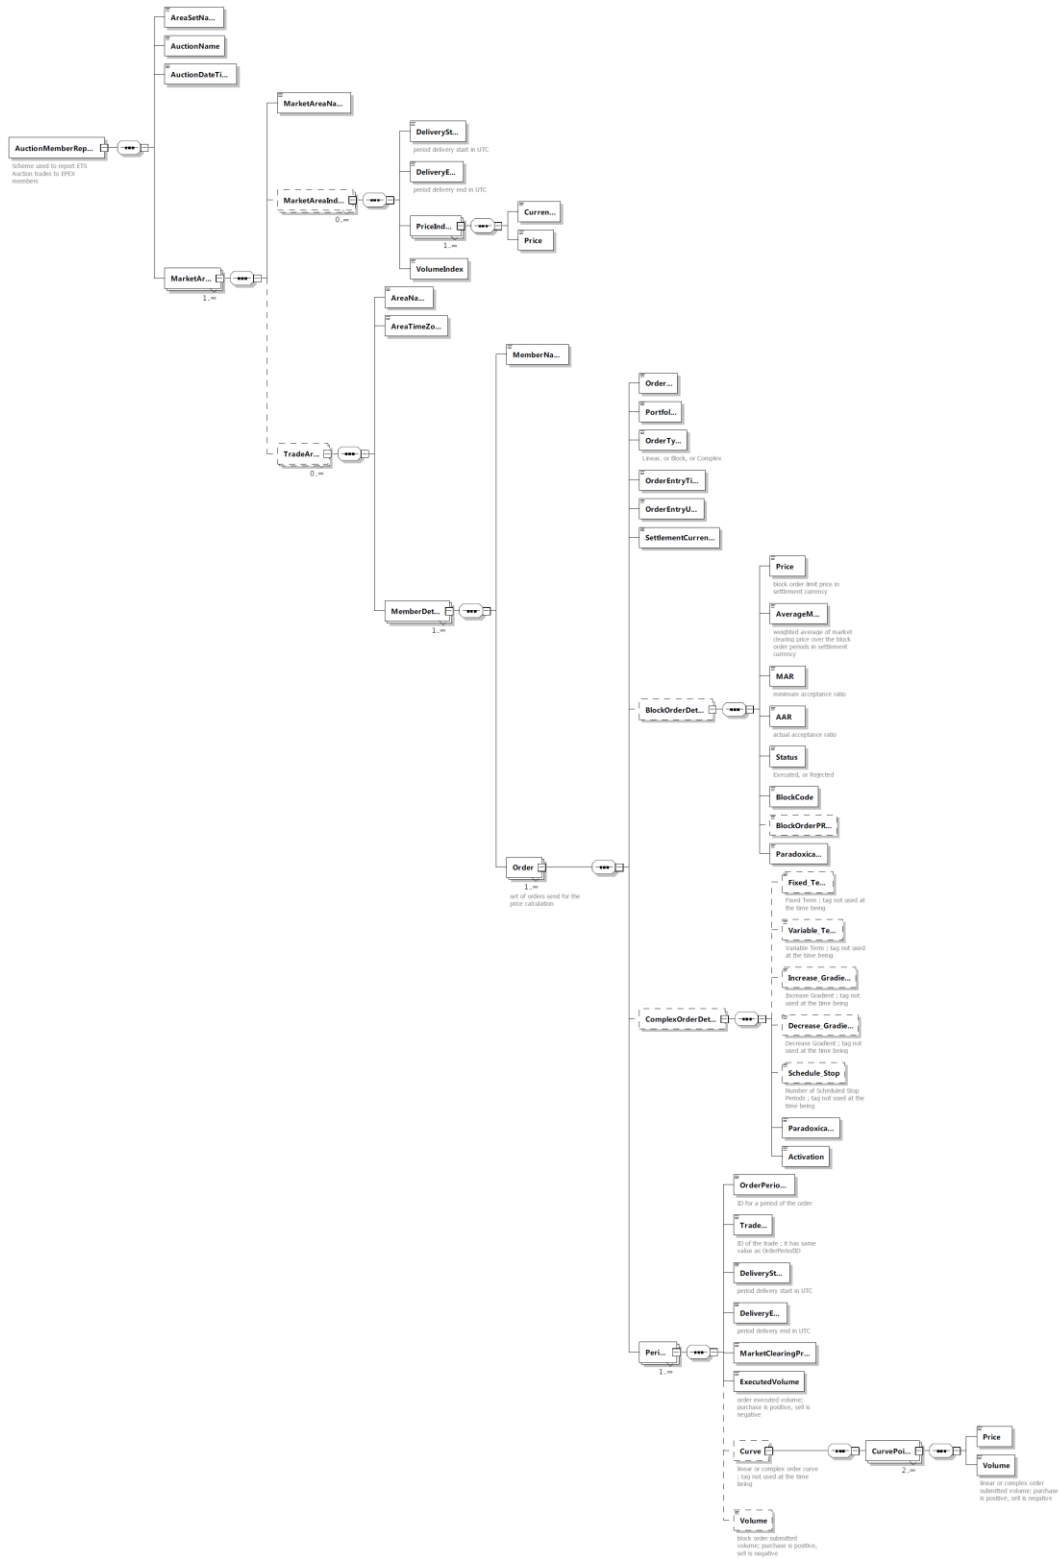 AreaSetNa...
AuctionName
AuctionDateTi...
MarketAreaNa...
DeliverySt...
period delivery start in UTC
AuctionMemberRep...
Scheme used to report ETS
Auction trades to EPEX
members
DeliveryE...
period delivery end in UTC
MarketAreaInd...
0..∞
Curren...
PriceInd...
1..∞
Price
VolumeIndex
MarketAr...
1..∞
AreaNa...
AreaTimeZo...
MemberNa...
Order...
Portfol...
OrderTy...
Linear, or Block, or Complex
TradeAr...
0..∞
OrderEntryTi...
OrderEntryU...
SettlementCurren...
Price
block order limit price in
settlement currency
MemberDet...
1..∞
AverageM...
weighted average of market
clearing price over the block
order periods in settlement
currency
MAR
minimum acceptance ratio
BlockOrderDet...
AAR
actual acceptance ratio
Status
Executed, or Rejected
BlockCode
BlockOrderPR...
Paradoxica...
Order
1..∞
set of orders send for the
price calculation
Fixed_Te...
Fixed Term ; tag not used at
the time being
Variable_Te...
Variable Term ; tag not used
at the time being
Increase_Gradie...
Increase Gradient ; tag not
used at the time being
ComplexOrderDet...
Decrease_Gradie...
Decrease Gradient ; tag not
used at the time being
Schedule_Stop
Number of Scheduled Stop
Periods ; tag not used at the
time being
Paradoxica...
Activation
OrderPerio...
ID for a period of the order
Trade...
ID of the trade ; it has same
value as OrderPeriodID
DeliverySt...
period delivery start in UTC
DeliveryE...
period delivery end in UTC
Peri...
1..∞
MarketClearingPr...
ExecutedVolume
order executed volume;
purchase is positive, sell is
negative
Curve
linear or complex order curve
; tag not used at the time
being
CurvePoi...
2..∞
Price
Volume
linear or complex order
submitted volume; purchase
is positive, sell is negative
Volume
block order submitted
volume; purchase is positive,
sell is negative